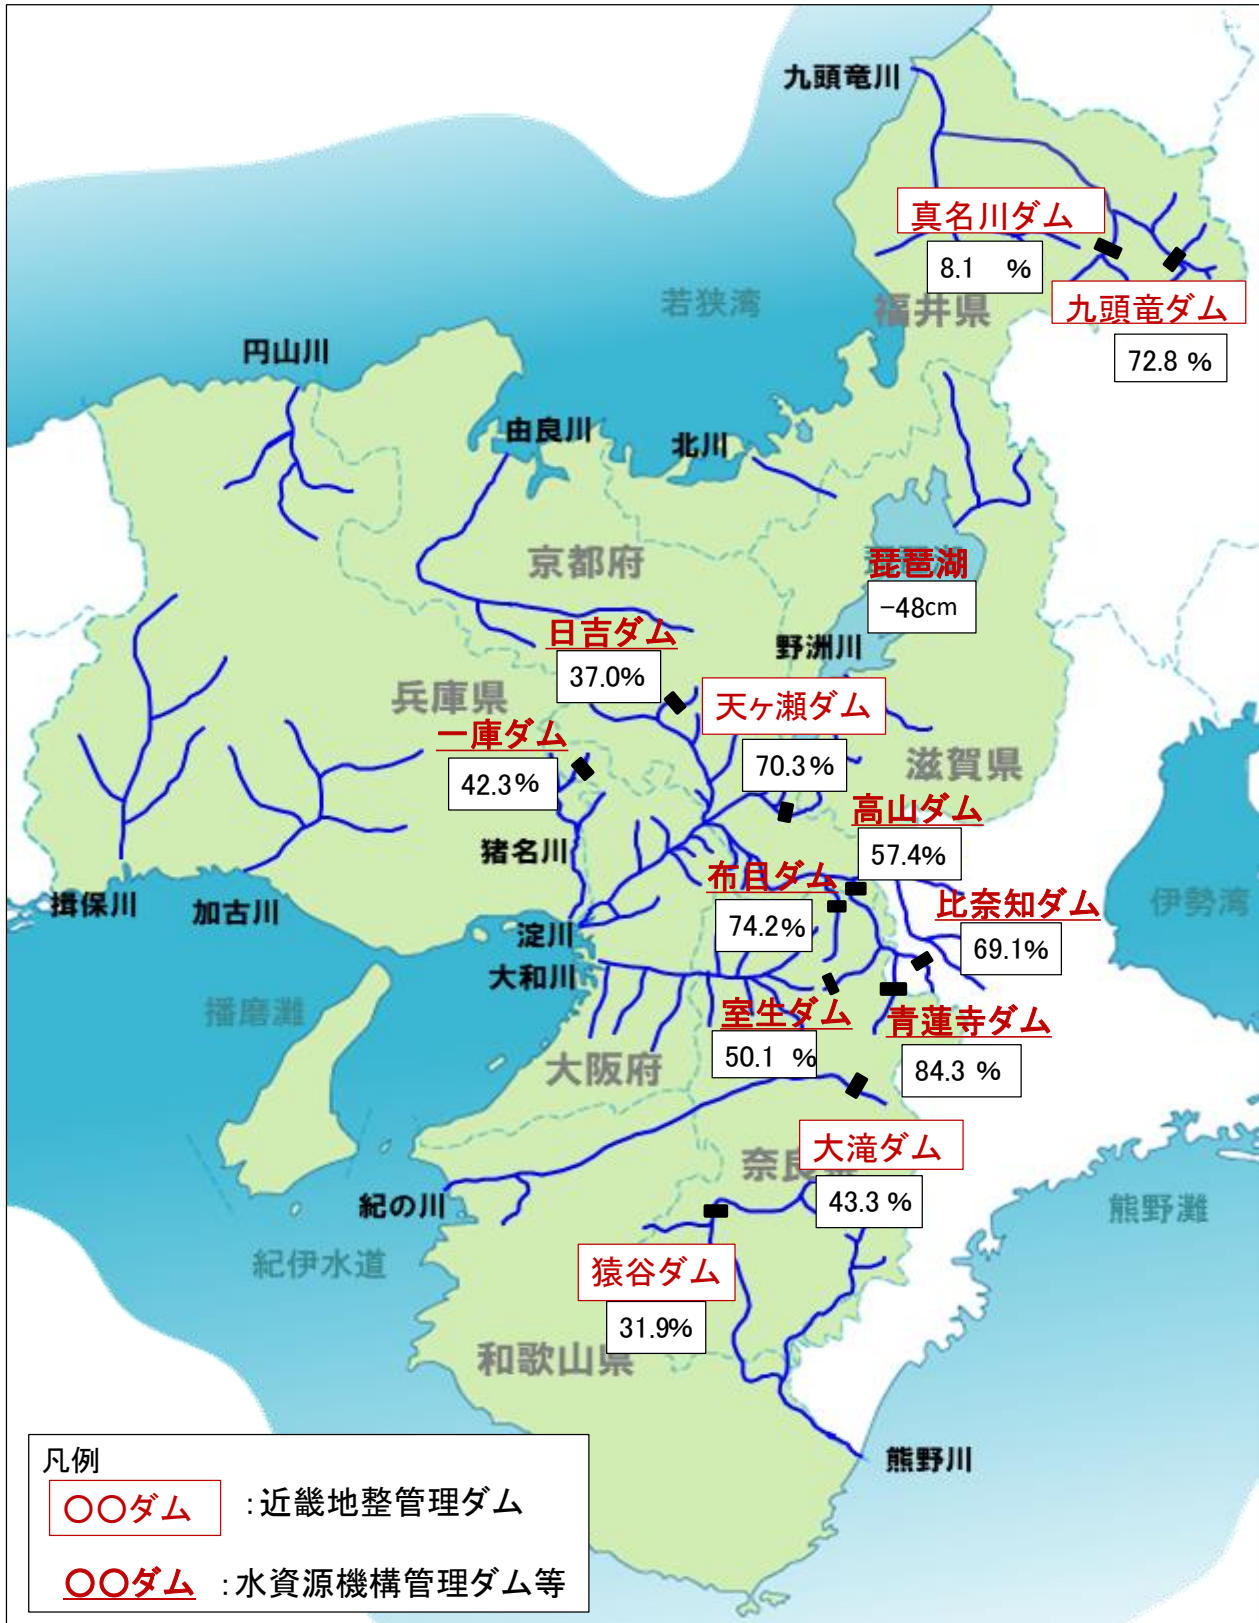 九頭竜川
真名川ダム
8.1 %
若狭湾
福井県
九頭竜ダム
72.8 %
円山川
由良川
北川
京都府
琵琶湖
-48cm
日吉ダム
37.0%
野洲川
兵庫県
天ヶ瀬ダム
70.3%
一庫ダム
42.3%
滋賀県
高山ダム
57.4%
猪名川
布目ダム
74.2%
比奈知ダム
69.1%
揖保川
加古川
伊勢湾
淀川
大和川
播磨灘
室生ダム
50.1 %
青蓮寺ダム
84.3 %
大阪府
大滝ダム
43.3 %
奈良県
紀の川
熊野灘
紀伊水道
猿谷ダム
31.9%
和歌山県
熊野川
凡例
〇〇ダム :近畿地整管理ダム
〇〇ダム :水資源機構管理ダム等